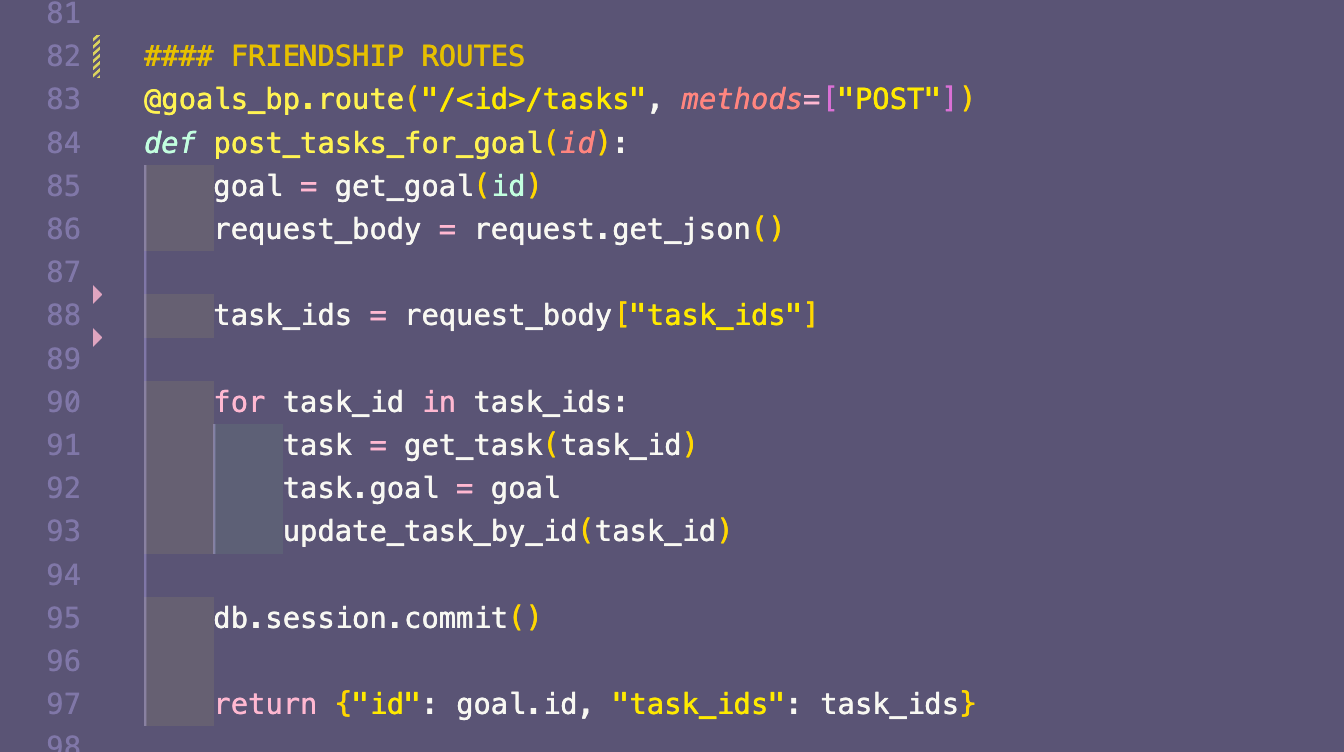 81
82 #### FRIENDSHIP ROUTES
83 @goals_bp.route("/<id>/tasks", methods=["POST"])
84 def post_tasks_for_goal(id):
85     goal = get_goal(id)
86     request_body = request.get_json()
87
88     task_ids = request_body["task_ids"]
89
90     for task_id in task_ids:
91         task = get_task(task_id)
92         task.goal = goal
93         update_task_by_id(task_id)
94
95     db.session.commit()
96
97     return {"id": goal.id, "task_ids": task_ids}
98